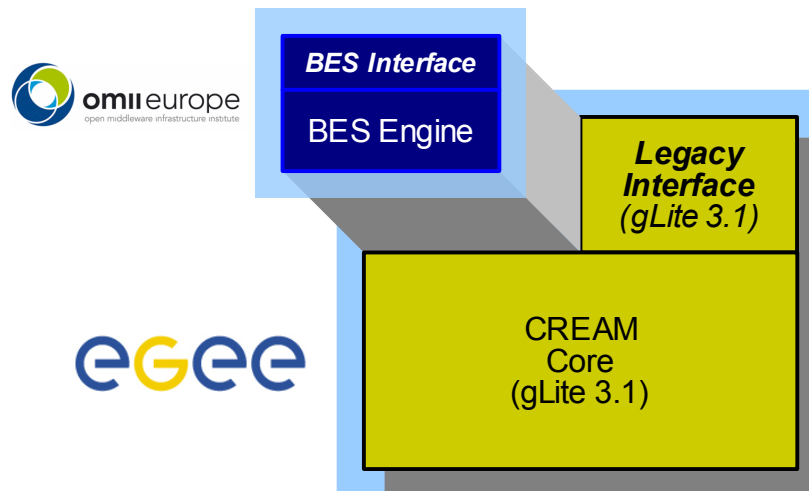 BES Interface
BES Engine
omii europe
open middleware infrastructure institute
Legacy
Interface
(gLite 3.1)
CREAM
Core
(gLite 3.1)
eGee